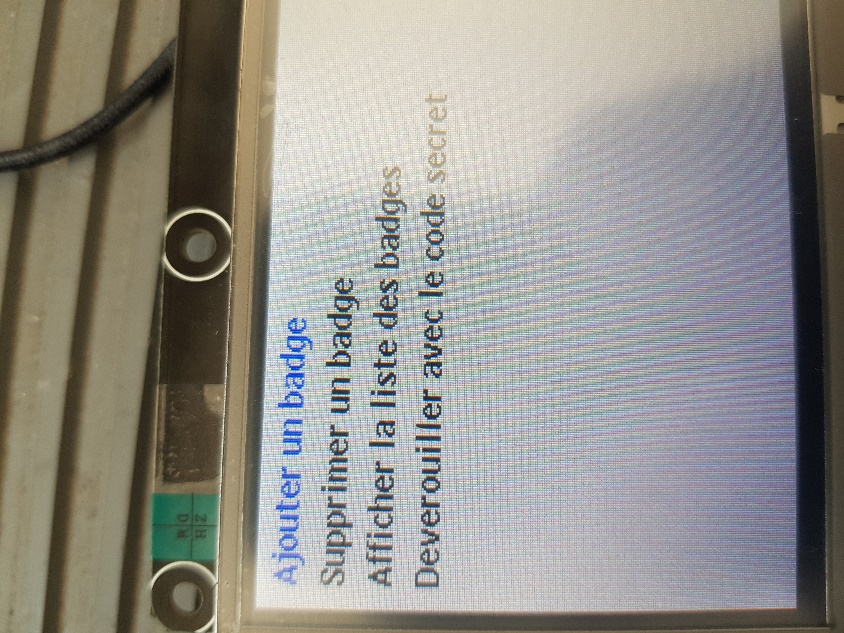 Ajouter un badge
Supprimer un badge
Afficher la liste des badges
Deverouiller avec le code secret